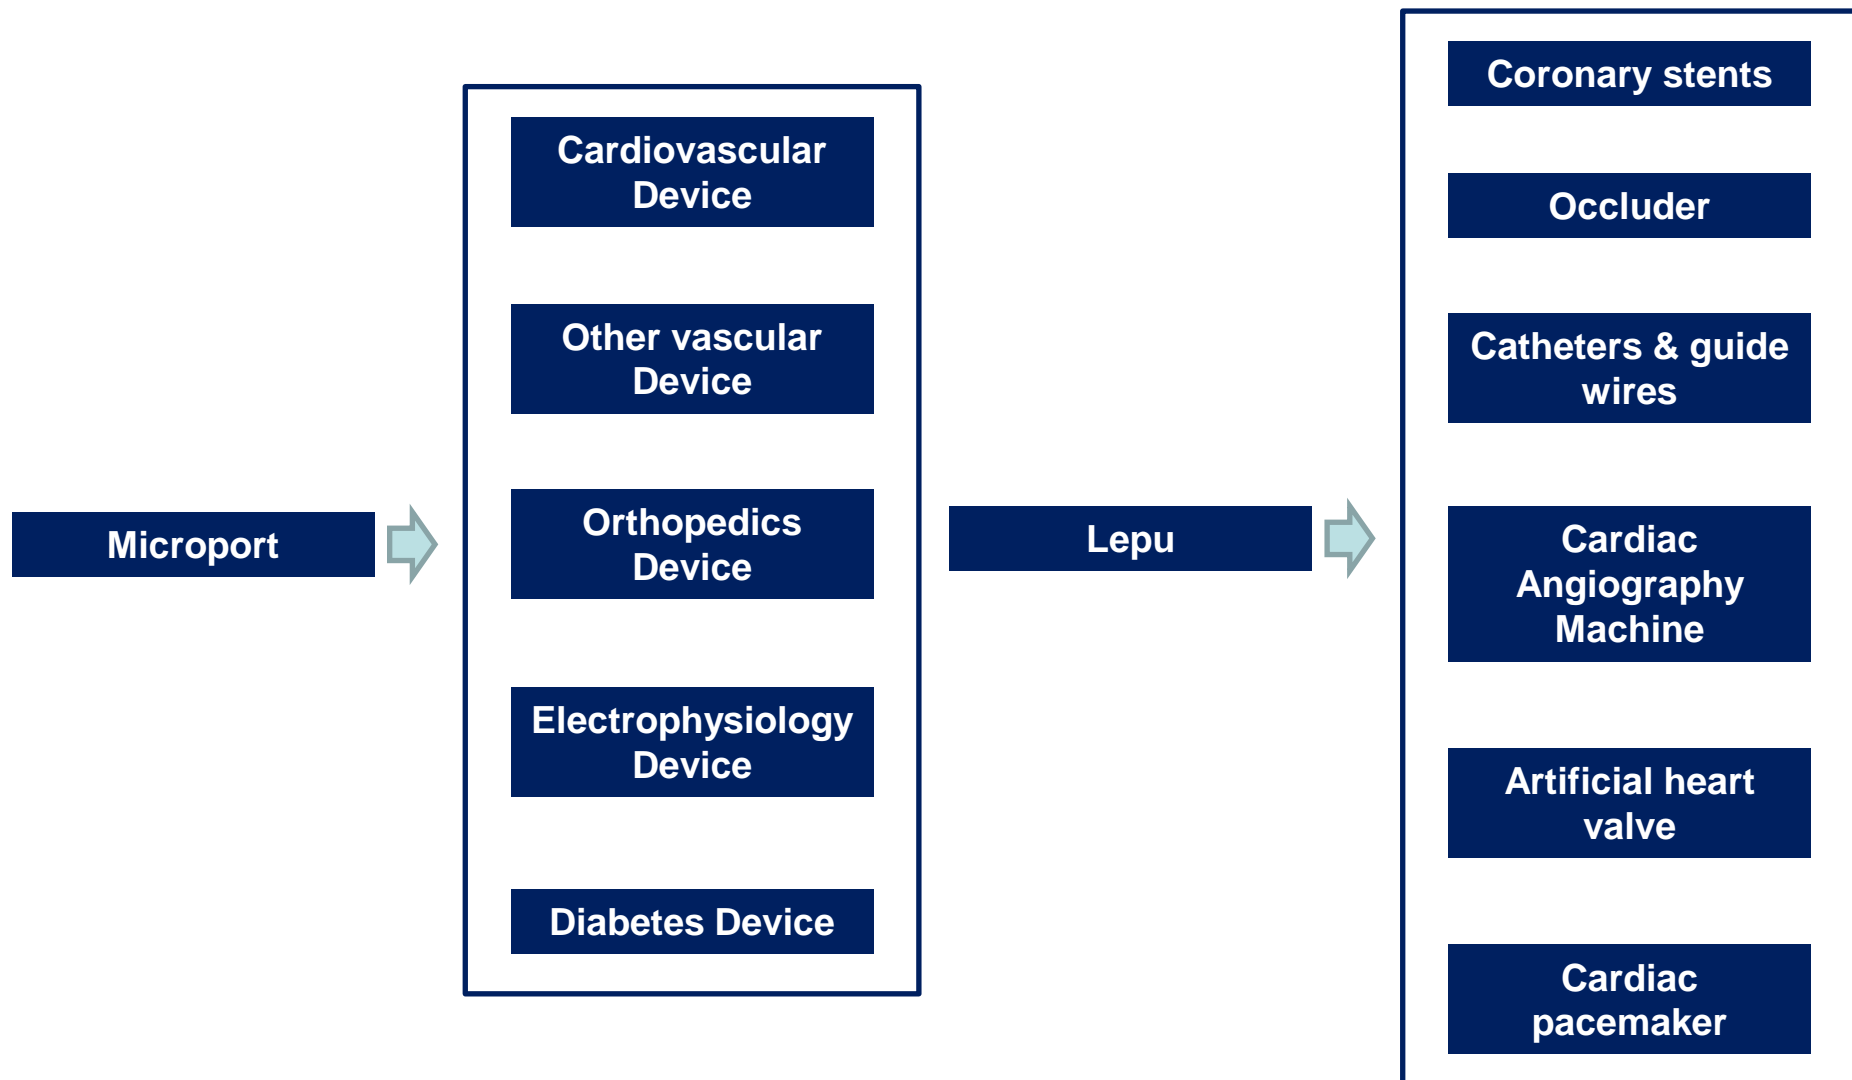 Microport
Cardiovascular
Device
Other vascular
Device
Orthopedics
Device
Electrophysiology
Device
Diabetes Device
Lepu
Coronary stents
Occluder
Catheters & guide
wires
Cardiac
Angiography
Machine
Artificial heart
valve
Cardiac
pacemaker